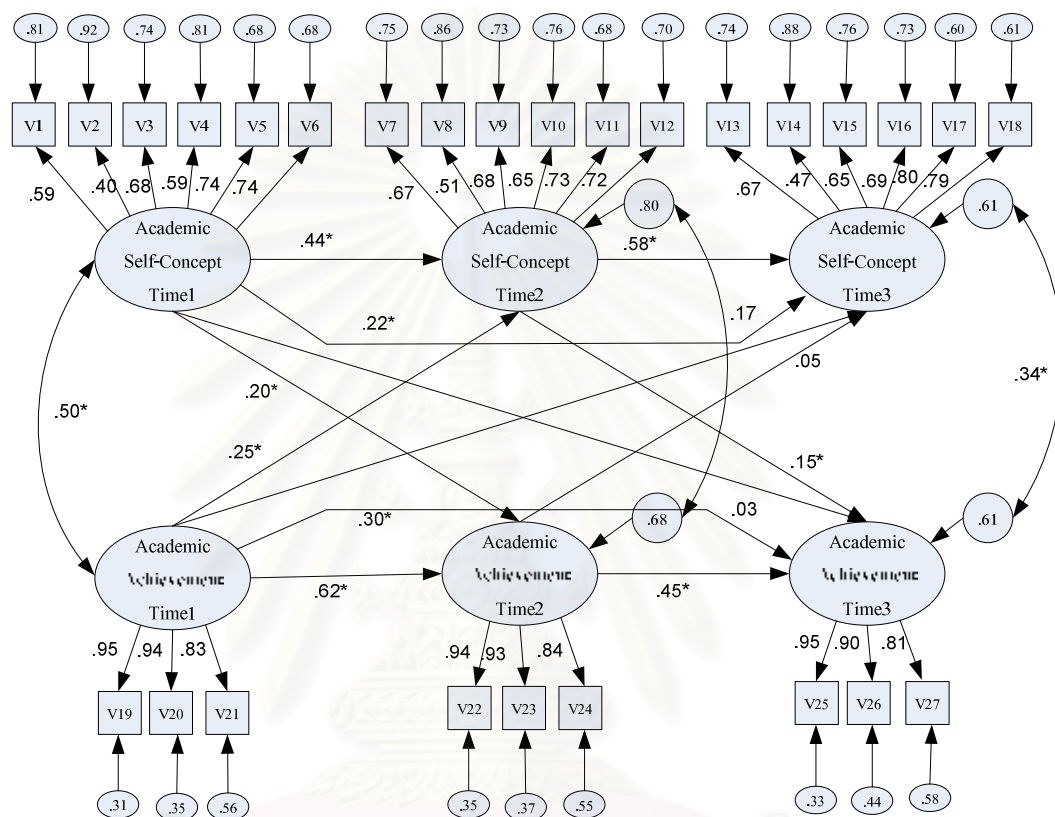 .81 .92 .74 .81 .68 .68 .75 .86 .73 .76 .68 .70 .74 .88 .76 .73 .60 .61
V1 V2 V3 V4 V5 V6 V7 V8 V9 V10 V11 V12 V13 V14 V15 V16 V17 V18
.59 .40 .68 .59 .74 .74 .67 .51 .68 .65 .73 .72 .67 .47 .65 .69 .80 .79
.80 .61
Academic
Self-Concept
Time1
.44*
Academic
Self-Concept
Time2
.58*
Academic
Self-Concept
Time3
.22* .17
.05
.20*
.34*
.50*
.25* .15*
.30* .68 .03 .61
Academic
Time1
.62*
Academic
Time2
.45*
Academic
Time3
.95 .94 .83 .94 .93 .84 .95 .90 .81
V19 V20 V21 V22 V23 V24 V25 V26 V27
.31 .35 .56 .35 .37 .55 .33 .44 .58